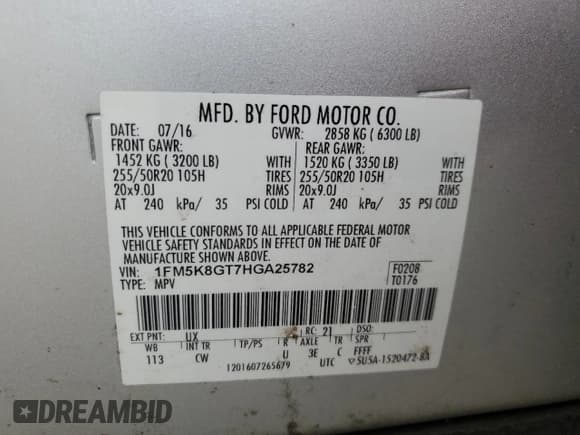 MFD. BY FORD MOTOR CO.
DATE: 07/16 GVWR: 2858 KG ( 6300 LB)
FRONT GAWR: REAR GAWR:
1452 KG ( 3200 LB) WITH 1520 KG ( 3350 LB) WITH
255/50R20 105H TIRES 255/50R20 105H TIRES
20x9.0J RIMS 20x9.0J RIMS
AT 240 kPa/ 35 PSI COLD AT 240 kPa/ 35 PSI COLD
THIS VEHICLE CONFORMS TO ALL APPLICABLE FEDERAL MOTOR
VEHICLE SAFETY STANDARDS IN EFFECT ON THE DATE OF
MANUFACTURE SHOWN ABOVE.
VIN: 1FM5K8GT7HGA25782 F0208
TYPE: MPV T0176
EXT PNT: UX RC: 21 DSO:
WB INT TR TP/PS R AXLE TR SPR
113 CW U 3E C FFFF
1201607265679 UTC ▽5U5A-1520472-BA
DREAMBID